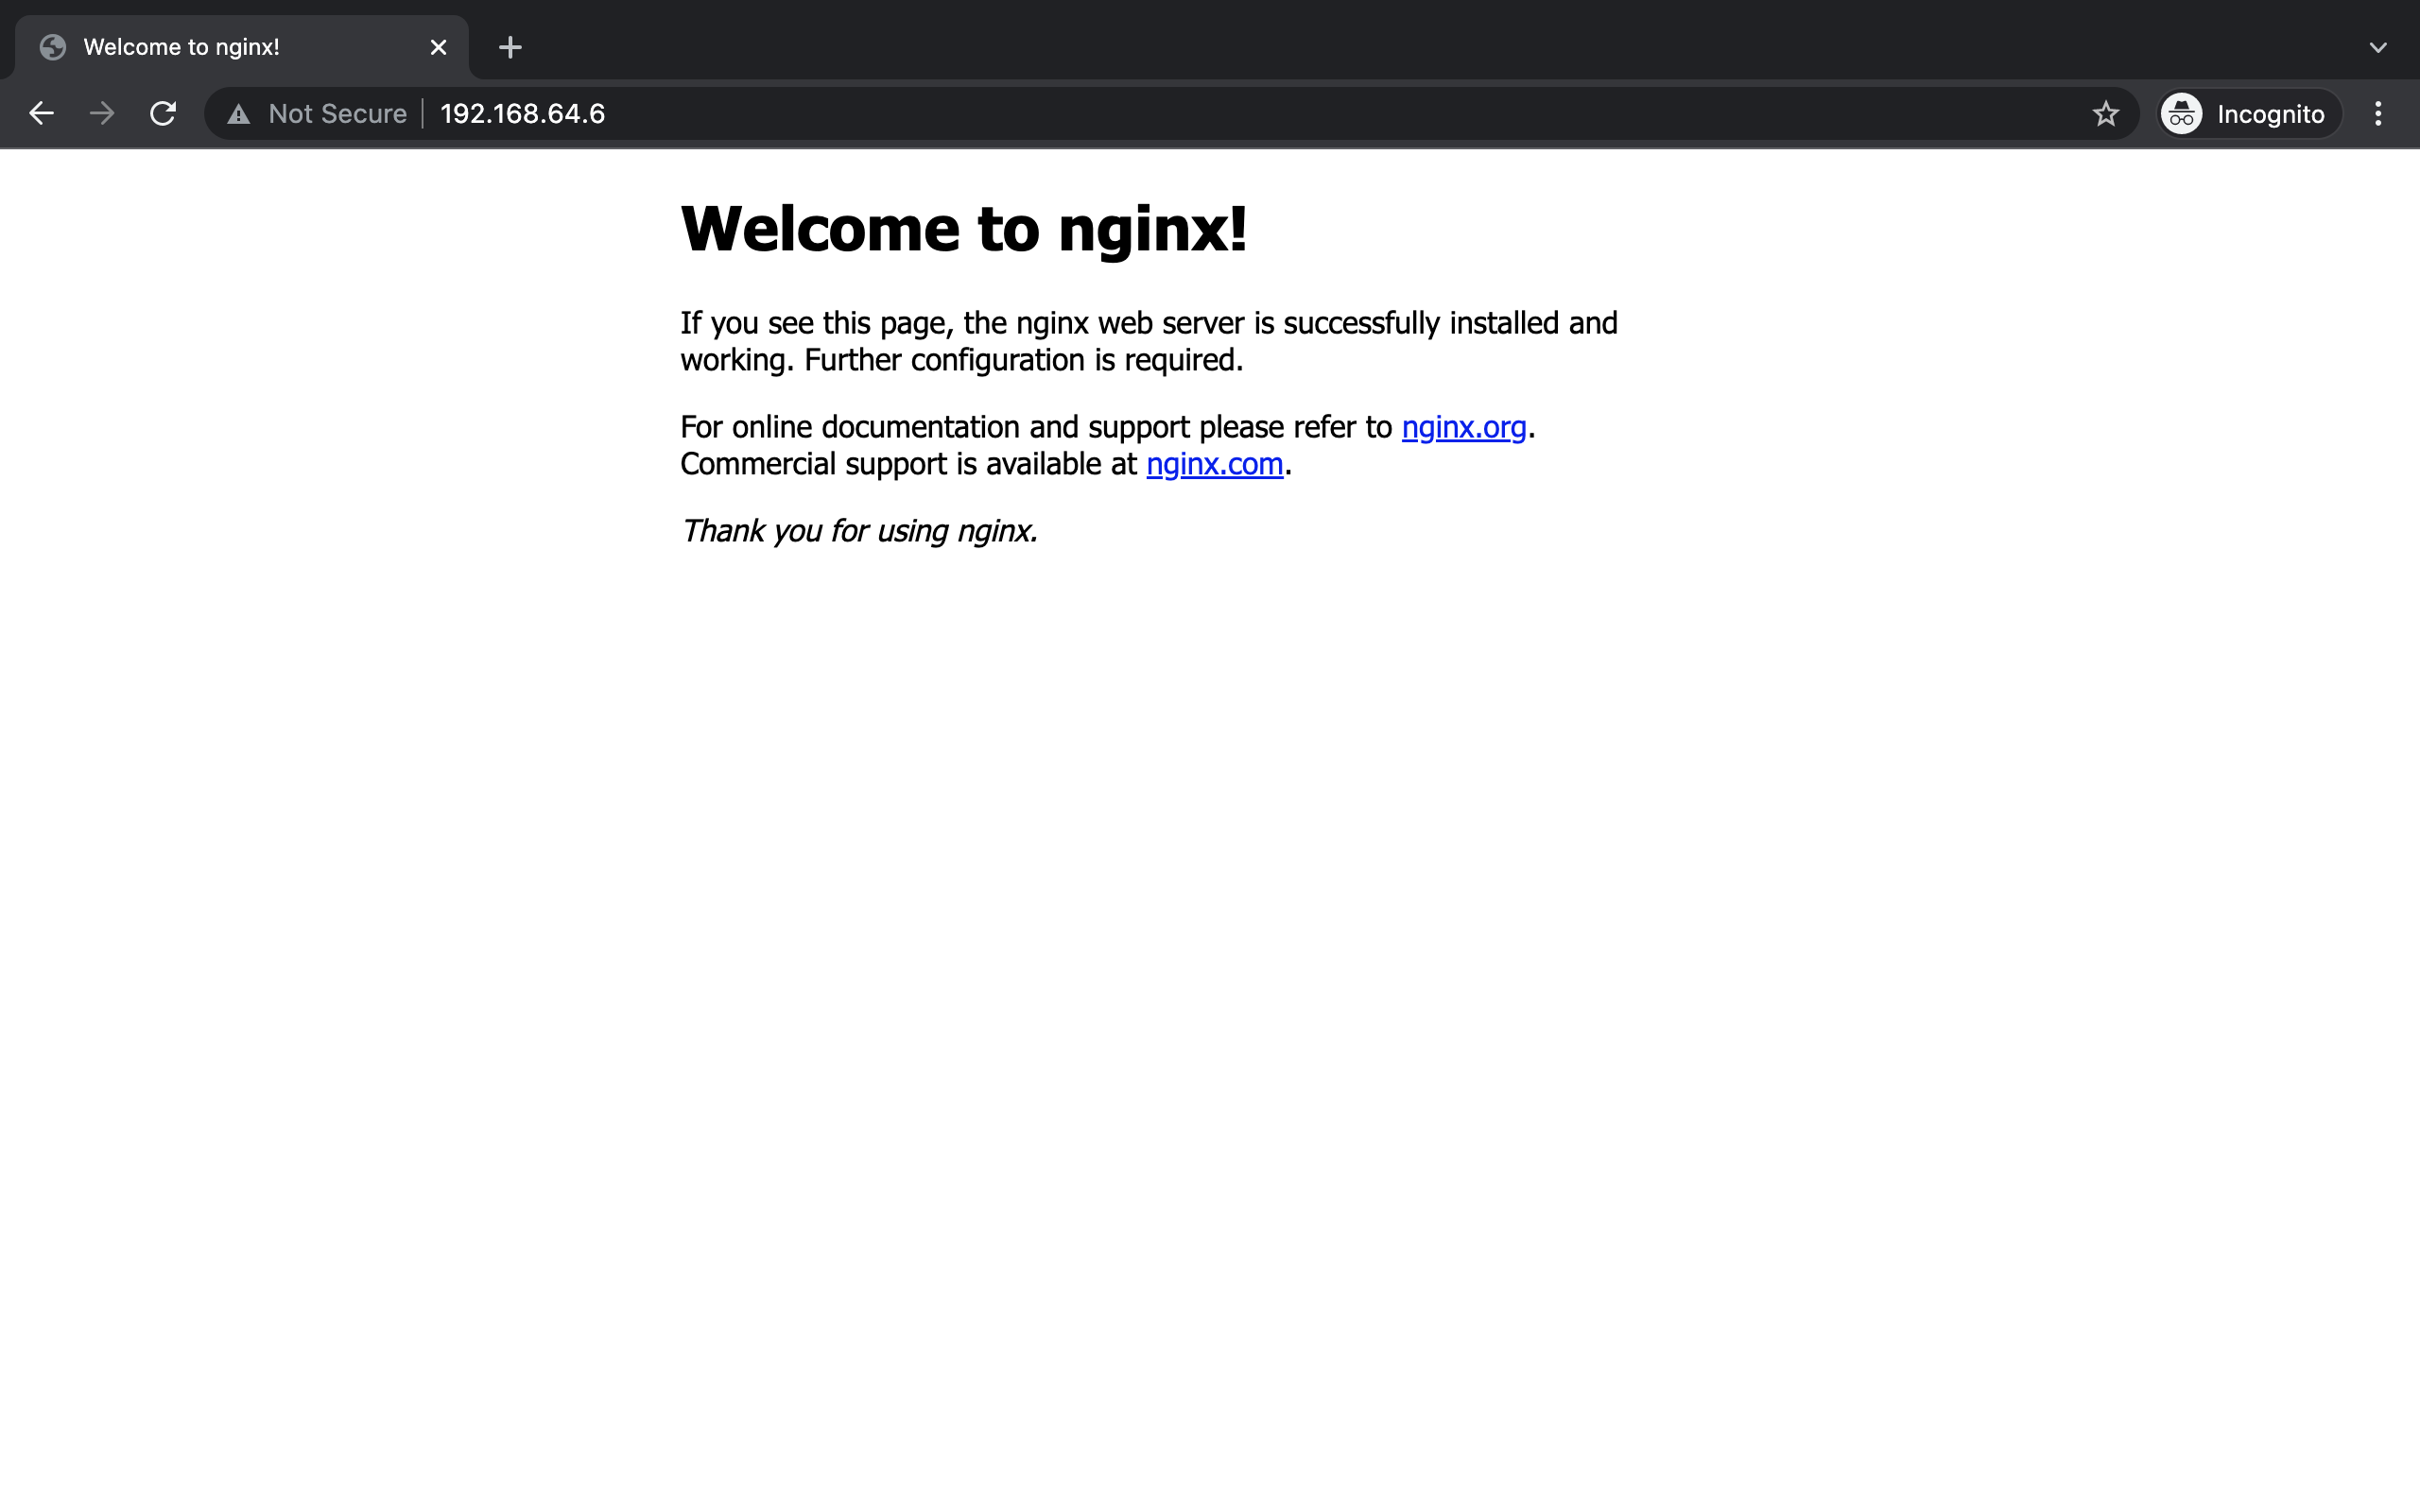 Welcome to nginx!
Not Secure
192.168.64.6
Incognito
Welcome to nginx!
If you see this page, the nginx web server is successfully installed and
working. Further configuration is required.
For online documentation and support please refer to nginx.org.
Commercial support is available at nginx.com.
Thank you for using nginx.